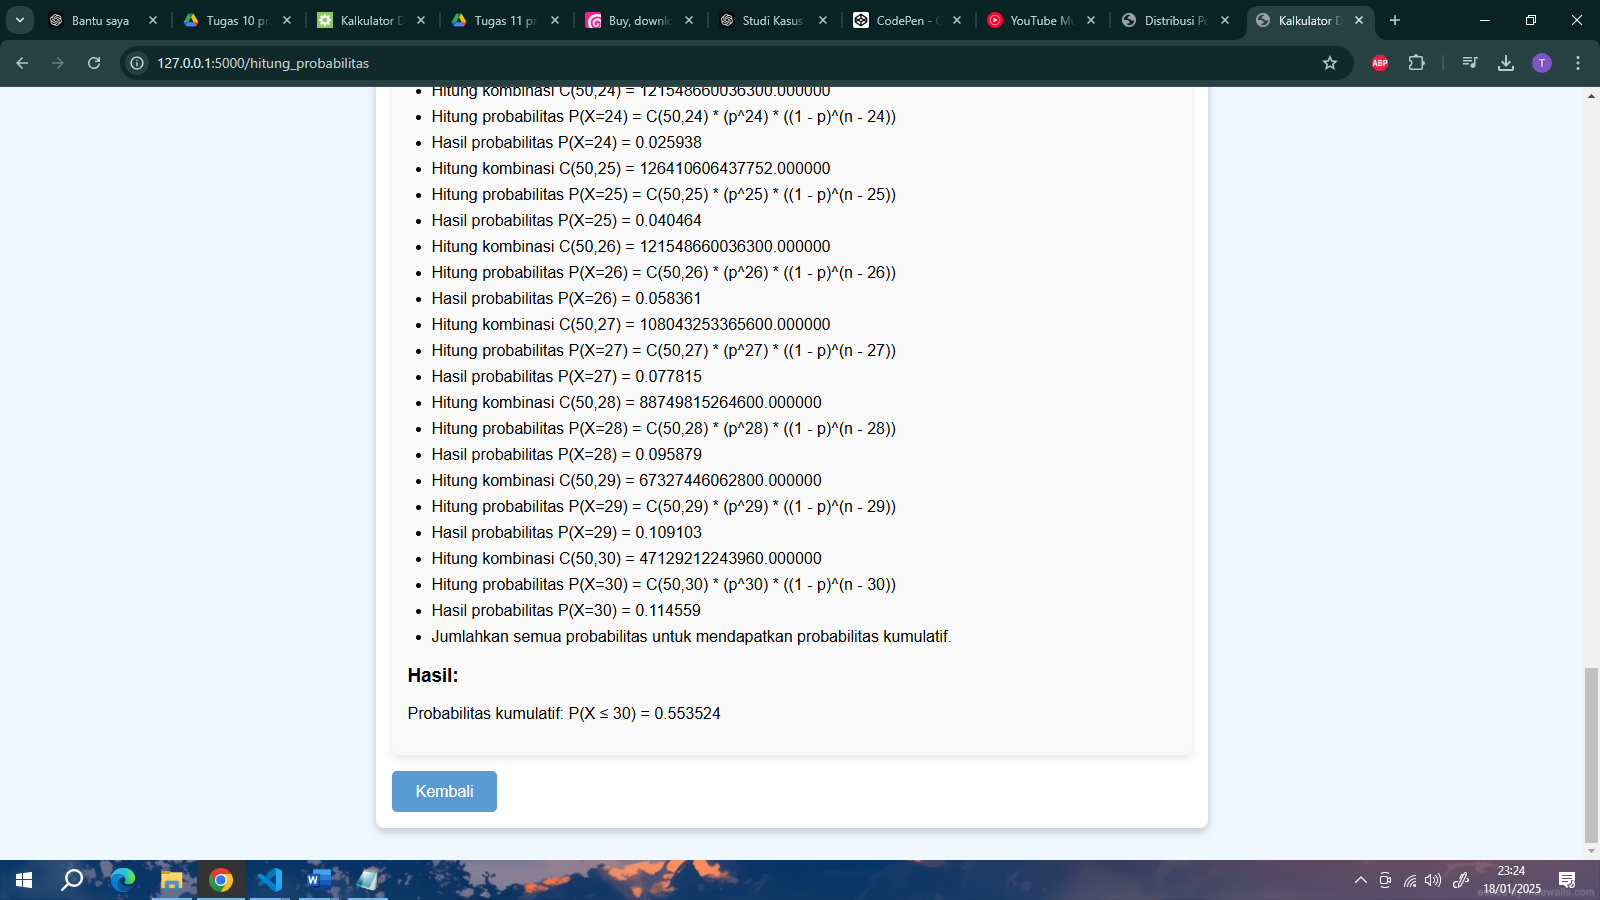 Bantu saya
Tugas 10 pr
Kalkulator D
Tugas 11 pr
Buy, downlo
Studi Kasus
CodePen - C
YouTube Mu
Distribusi Po
Kalkulator D
127.0.0.1:5000/hitung_probabilitas
ABP
T
Hitung kombinasi C(50,24) = 121548660036300.000000
Hitung probabilitas P(X=24) = C(50,24) * (p^24) * ((1 - p)^(n - 24))
Hasil probabilitas P(X=24) = 0.025938
Hitung kombinasi C(50,25) = 126410606437752.000000
Hitung probabilitas P(X=25) = C(50,25) * (p^25) * ((1 - p)^(n - 25))
Hasil probabilitas P(X=25) = 0.040464
Hitung kombinasi C(50,26) = 121548660036300.000000
Hitung probabilitas P(X=26) = C(50,26) * (p^26) * ((1 - p)^(n - 26))
Hasil probabilitas P(X=26) = 0.058361
Hitung kombinasi C(50,27) = 108043253365600.000000
Hitung probabilitas P(X=27) = C(50,27) * (p^27) * ((1 - p)^(n - 27))
Hasil probabilitas P(X=27) = 0.077815
Hitung kombinasi C(50,28) = 88749815264600.000000
Hitung probabilitas P(X=28) = C(50,28) * (p^28) * ((1 - p)^(n - 28))
Hasil probabilitas P(X=28) = 0.095879
Hitung kombinasi C(50,29) = 67327446062800.000000
Hitung probabilitas P(X=29) = C(50,29) * (p^29) * ((1 - p)^(n - 29))
Hasil probabilitas P(X=29) = 0.109103
Hitung kombinasi C(50,30) = 47129212243960.000000
Hitung probabilitas P(X=30) = C(50,30) * (p^30) * ((1 - p)^(n - 30))
Hasil probabilitas P(X=30) = 0.114559
Jumlahkan semua probabilitas untuk mendapatkan probabilitas kumulatif.
Hasil:
Probabilitas kumulatif: P(X ≤ 30) = 0.553524
Kembali
23:24
18/01/2025